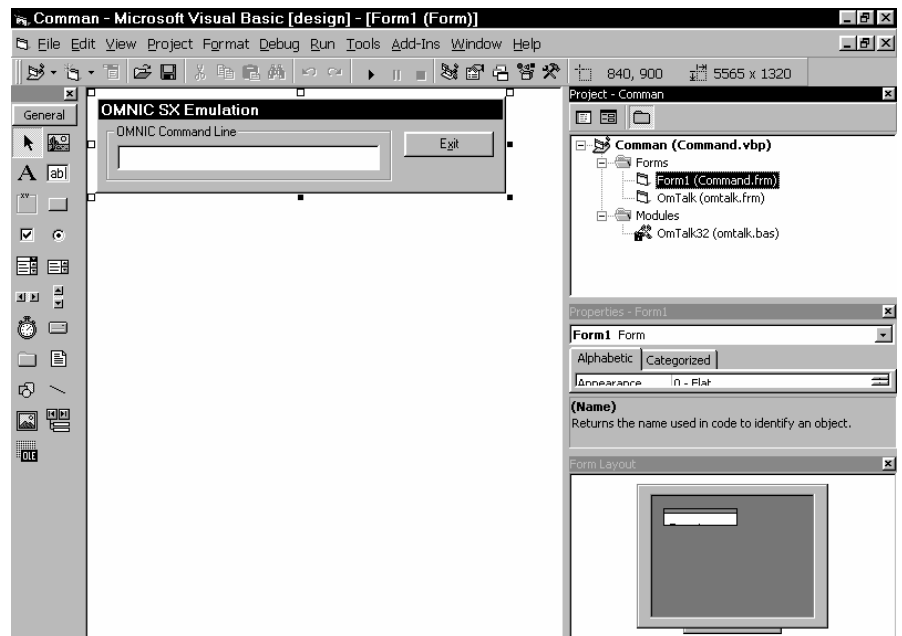 Comman - Microsoft Visual Basic [design] - [Form1 (Form)]
File Edit View Project Format Debug Run Tools Add-Ins Window Help
840, 900 5565 x 1320
General
A ab|
XY
OLE
OMNIC SX Emulation
OMNIC Command Line
Exit
Project - Comman
Comman (Command.vbp)
Forms
Form1 (Command.frm)
OmTalk (omtalk.frm)
Modules
OmTalk32 (omtalk.bas)
Properties - Form1
Form1 Form
Alphabetic Categorized
Appearance 0 - Flat
(Name)
Returns the name used in code to identify an object.
Form Layout